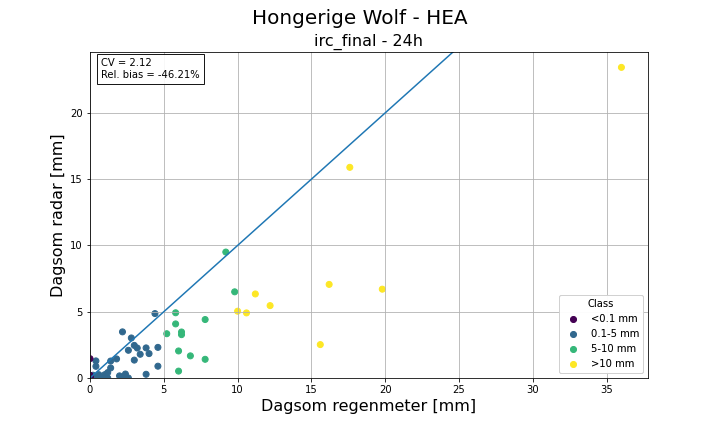 Hongerige Wolf - HEA
irc_final - 24h
CV = 2.12
Rel. bias = -46.21%
Dagsom radar [mm]
20
15
10
5
0
0 5 10 15 20 25 30 35
Dagsom regenmeter [mm]
Class
<0.1 mm
0.1-5 mm
5-10 mm
>10 mm